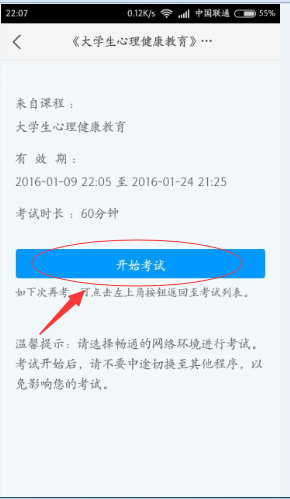 22:07 0.12K/s 中国联通 55%
《大学生心理健康教育》…
来自课程：
大学生心理健康教育
有 效 期：
2016-01-09 22:05 至 2016-01-24 21:25
考试时长：60分钟
开始考试
如下次再考，可点击左上角按钮返回至考试列表。
温馨提示：请选择畅通的网络环境进行考试。
考试开始后，请不要中途切换至其他程序，以
免影响您的考试。